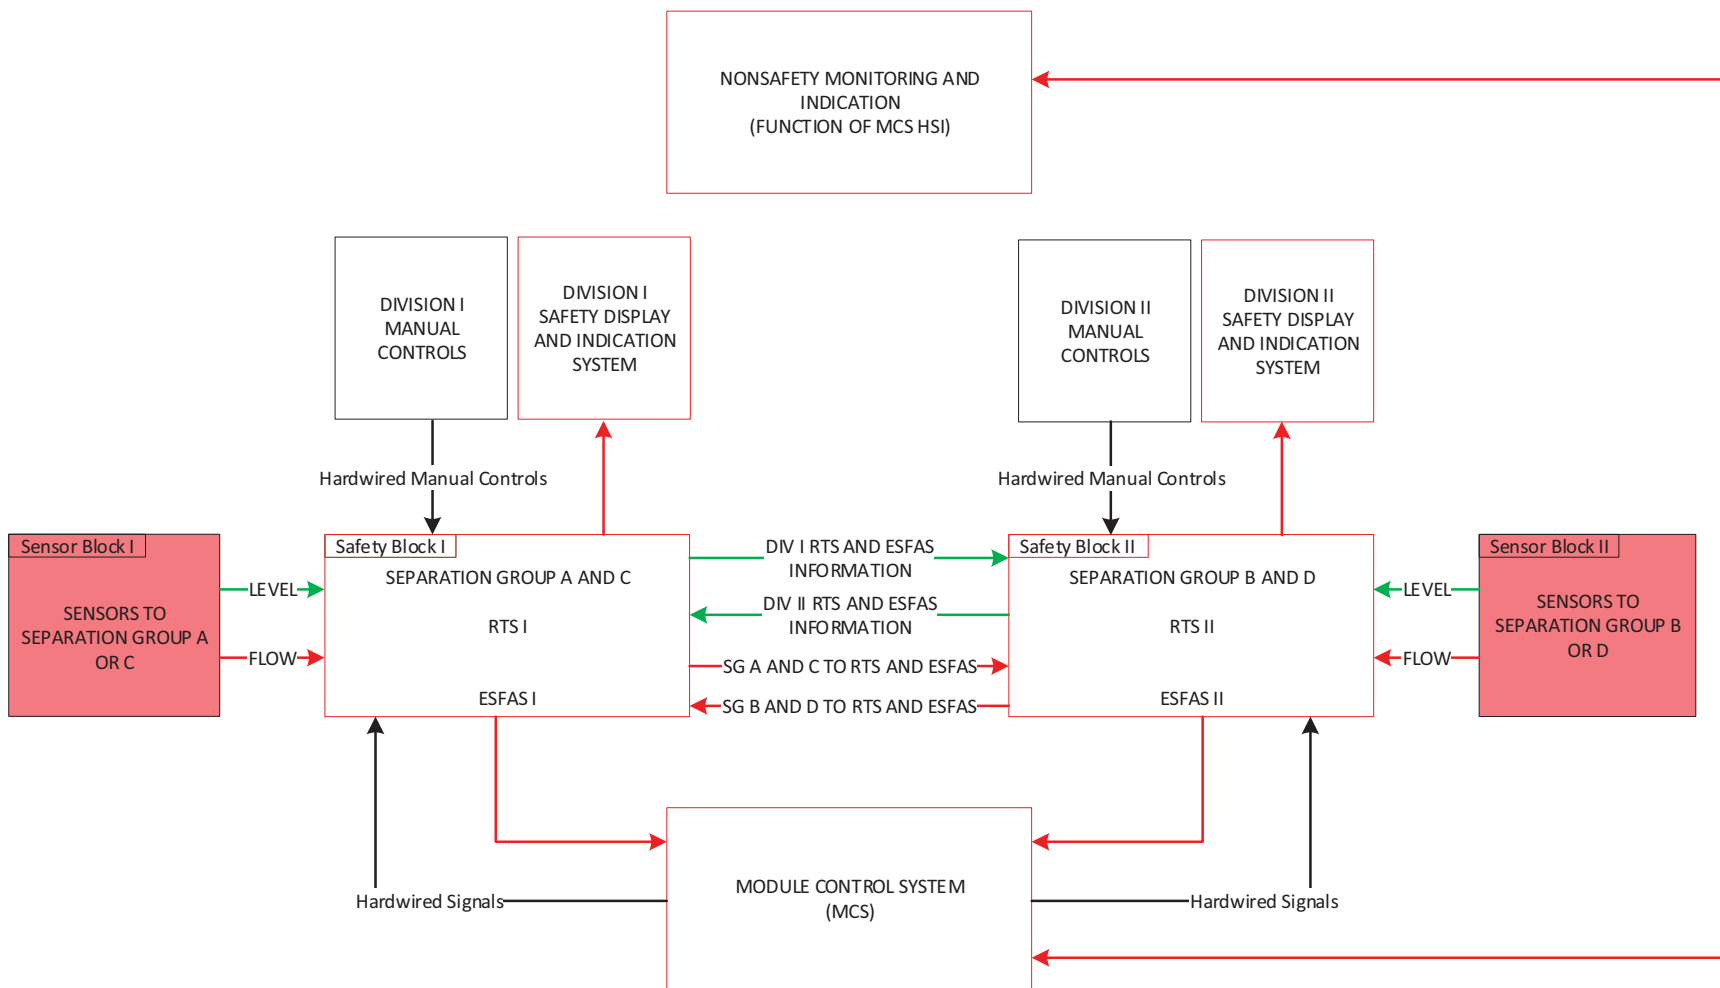 NONSAFETY MONITORING AND
INDICATION
(FUNCTION OF MCS HSI)
DIVISION I
MANUAL
CONTROLS
DIVISION I
SAFETY DISPLAY
AND INDICATION
SYSTEM
DIVISION II
MANUAL
CONTROLS
DIVISION II
SAFETY DISPLAY
AND INDICATION
SYSTEM
Hardwired Manual Controls
Hardwired Manual Controls
Sensor Block I
SENSORS TO
SEPARATION GROUP A
OR C
LEVEL
FLOW
Safety Block I
SEPARATION GROUP A AND C
RTS I
ESFAS I
DIV I RTS AND ESFAS
INFORMATION
DIV II RTS AND ESFAS
INFORMATION
SG A AND C TO RTS AND ESFAS
SG B AND D TO RTS AND ESFAS
Safety Block II
SEPARATION GROUP B AND D
RTS II
ESFAS II
LEVEL
FLOW
Sensor Block II
SENSORS TO
SEPARATION GROUP B
OR D
Hardwired Signals
MODULE CONTROL SYSTEM
(MCS)
Hardwired Signals